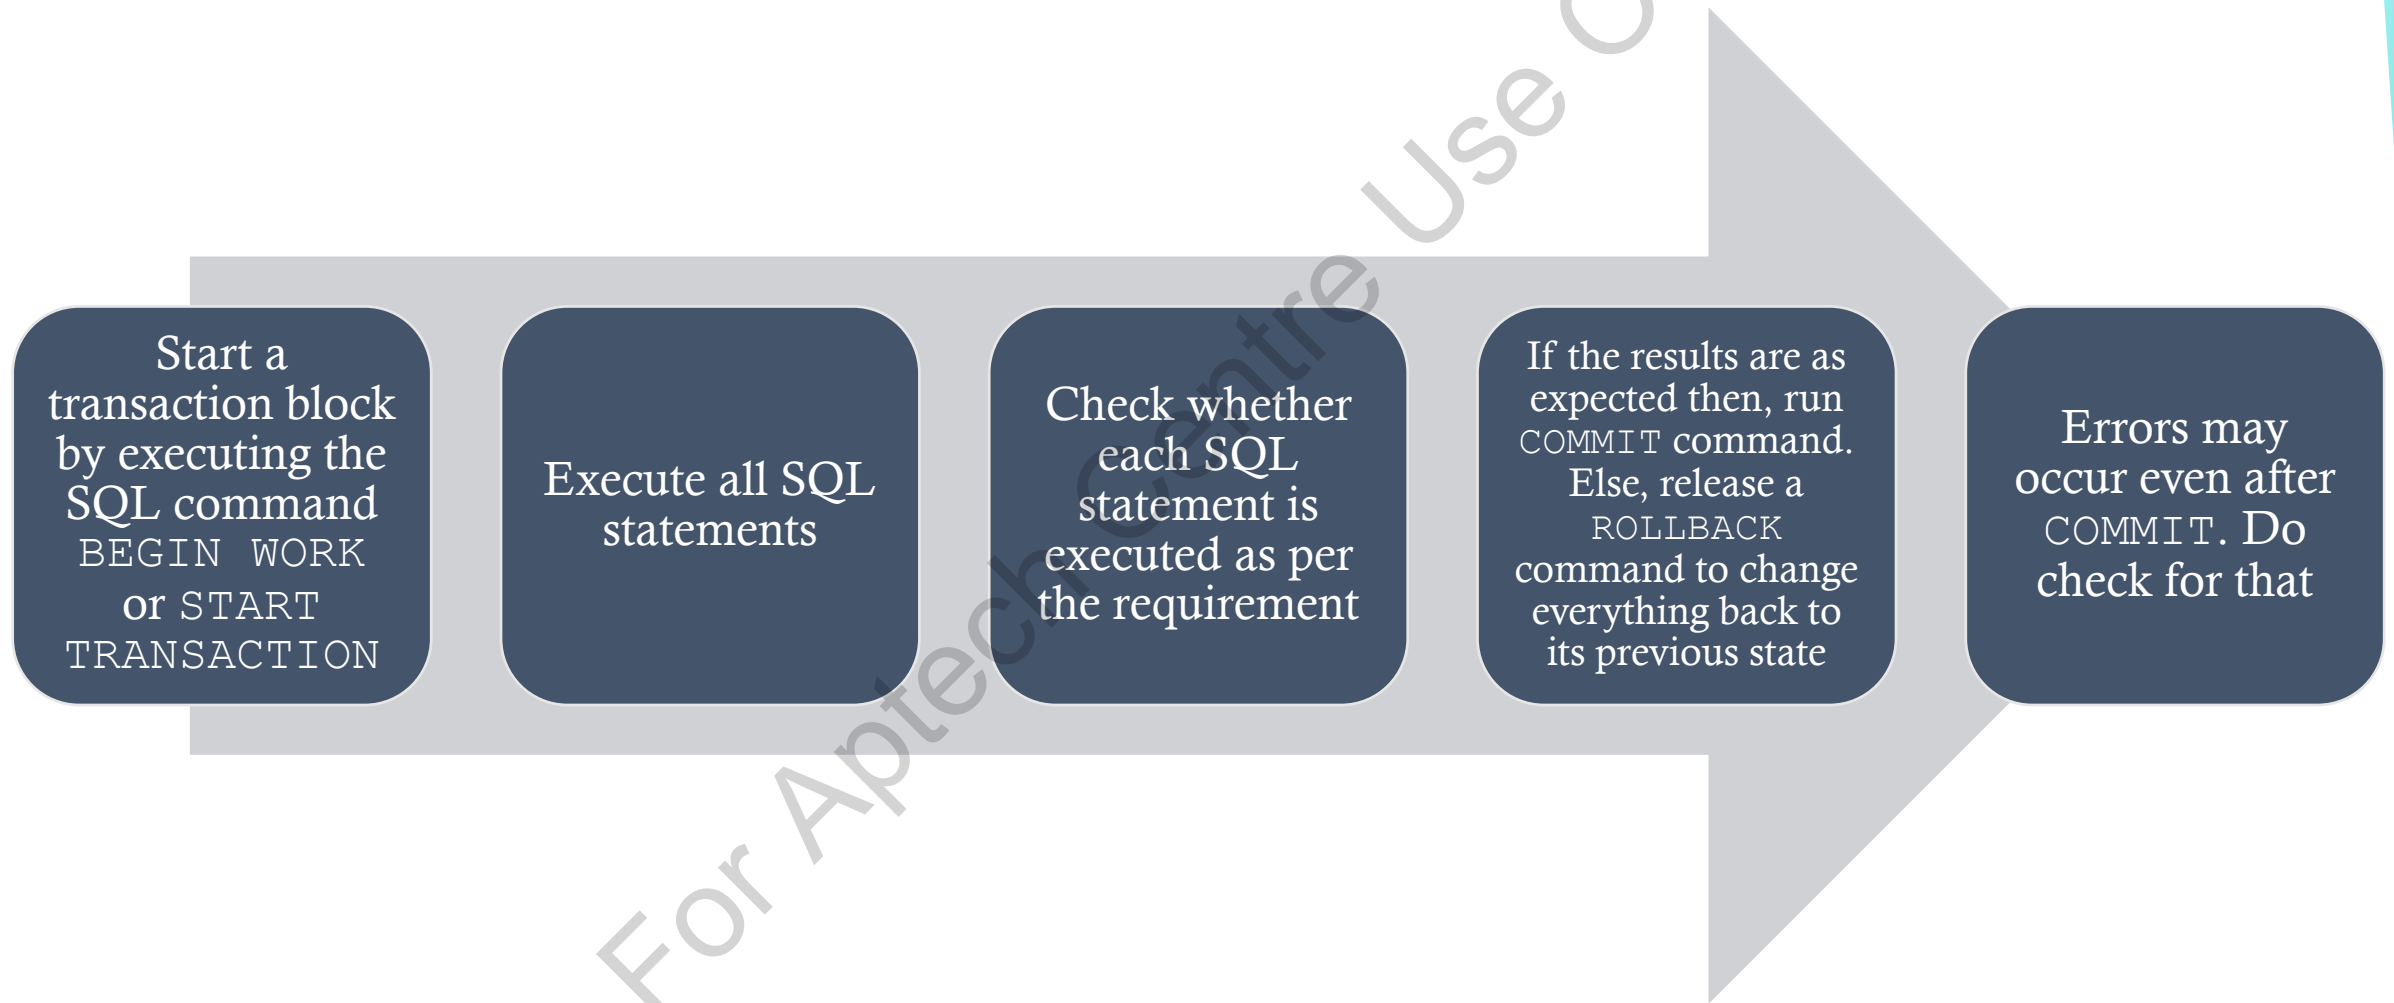 Start a
transaction block
by executing the
SQL command
BEGIN WORK
or START
TRANSACTION
Execute all SQL
statements
Check whether
each SQL
statement is
executed as per
the requirement
If the results are as
expected then, run
COMMIT command.
Else, release a
ROLLBACK
command to change
everything back to
its previous state
Errors may
occur even after
COMMIT. Do
check for that
For Aptech Centre Use